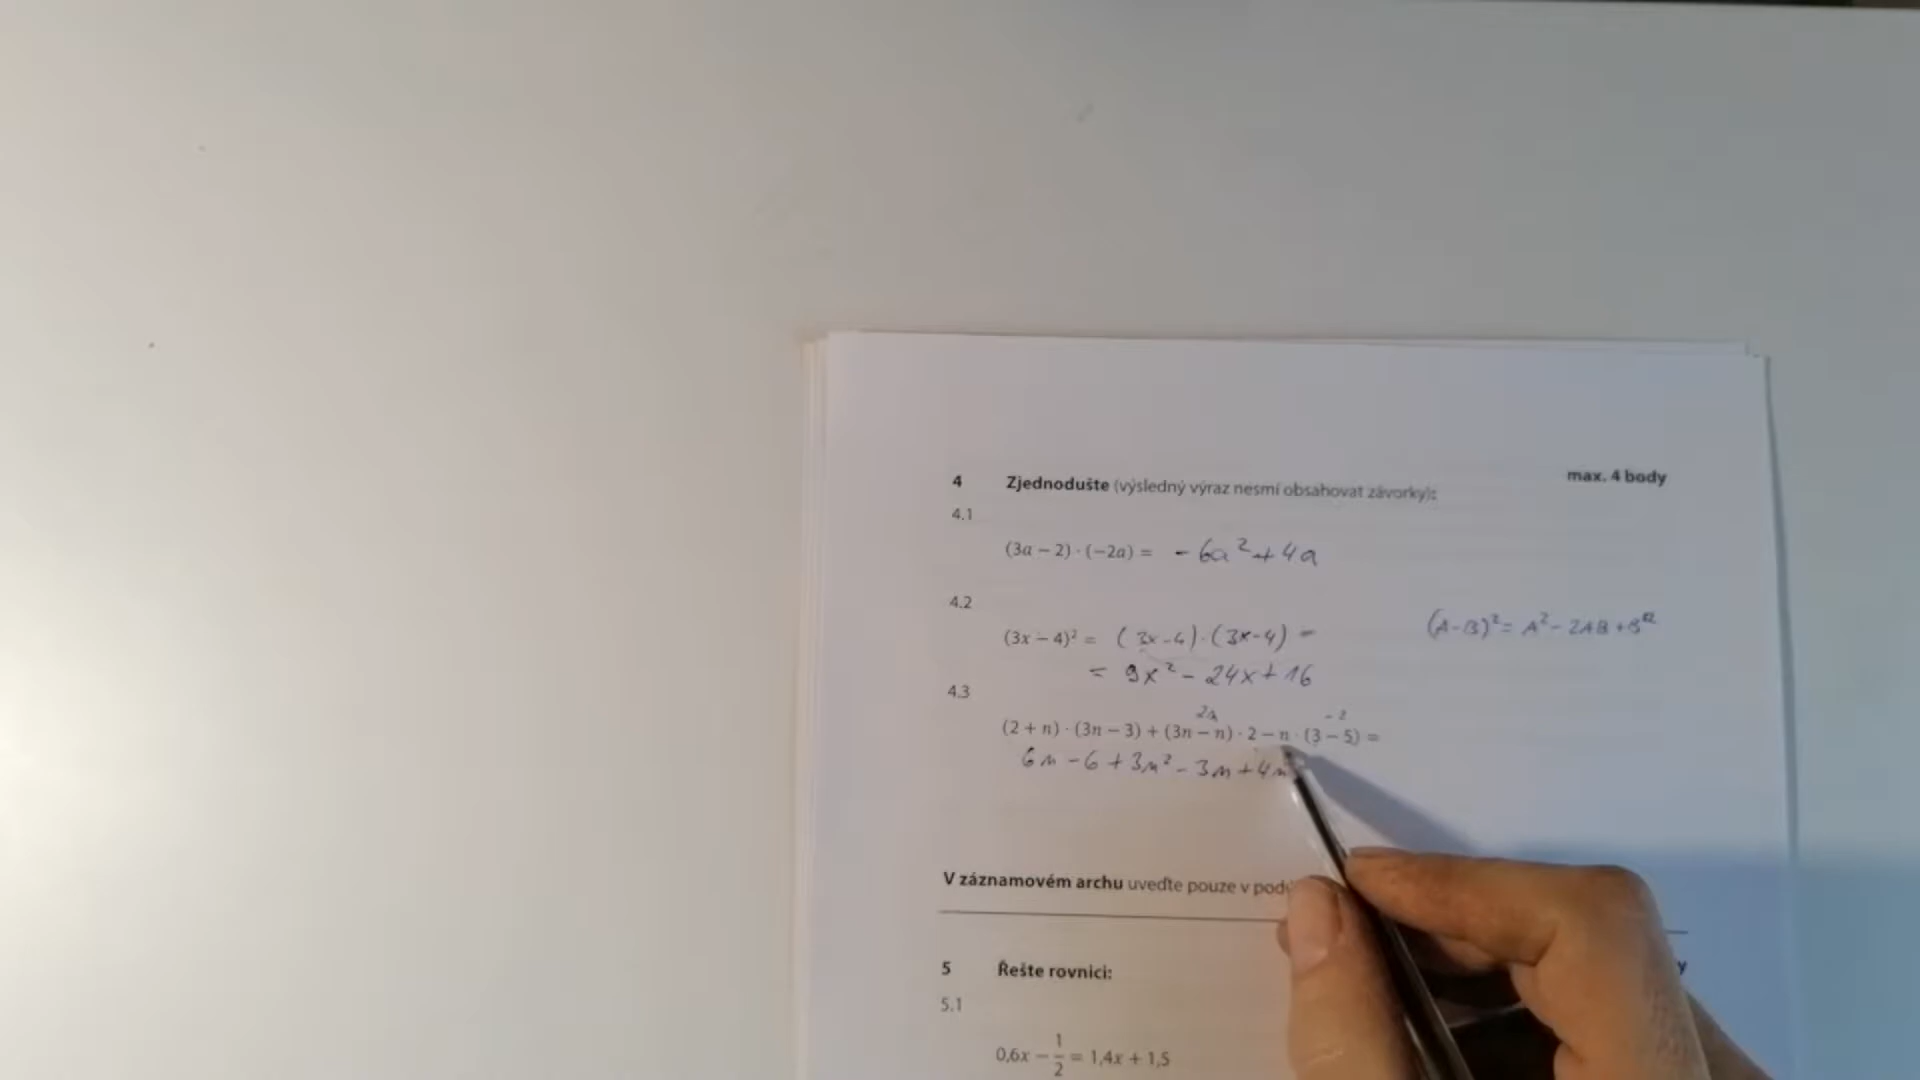 4 Zjednodušte (výsledný výraz nesmí obsahovat závorky): max. 4 body
4.1
(3a − 2) · (−2a) = - 6a² + 4a
4.2
(3x − 4)² = (3x - 4) · (3x - 4) = (A-B)² = A² - 2AB + B²
= 9x² - 24x + 16
4.3
2n - 2
(2 + n) · (3n − 3) + (3n − n) · 2 − n · (3 − 5) =
6n - 6 + 3n² - 3n + 4n
V záznamovém archu uveďte pouze v
5 Řešte rovnici: y
5.1
0,6x − 1/2 = 1,4x + 1,5